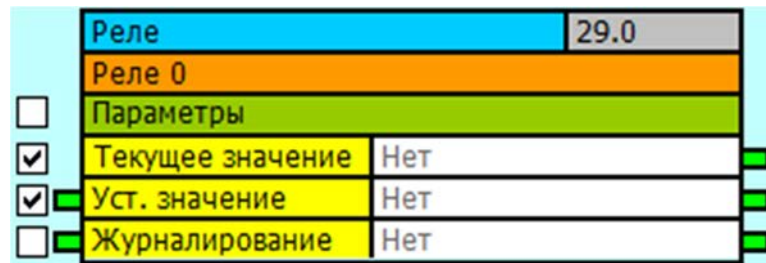 Реле 29.0
Реле 0
Параметры
Текущее значение Нет
Уст. значение Нет
Журналирование Нет